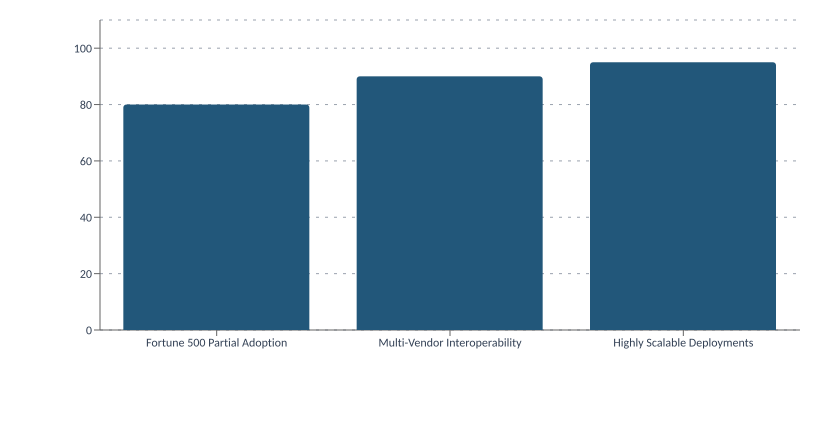 100
80
60
40
20
0
Fortune 500 Partial Adoption
Multi-Vendor Interoperability
Highly Scalable Deployments